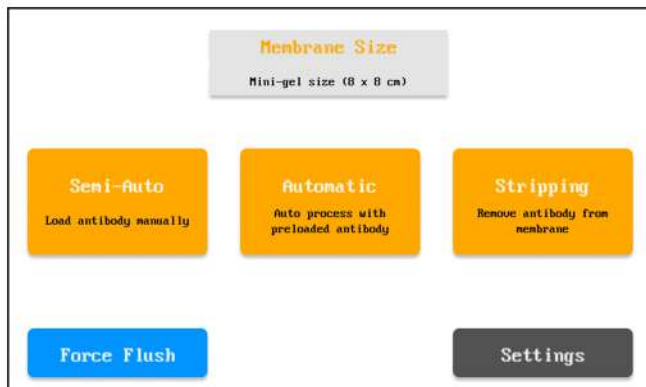 Membrane Size
Mini-gel size (8 x 8 cm)
Semi-Auto
Load antibody manually
Automatic
Auto process with
preloaded antibody
Stripping
Remove antibody from
membrane
Force Flush
Settings